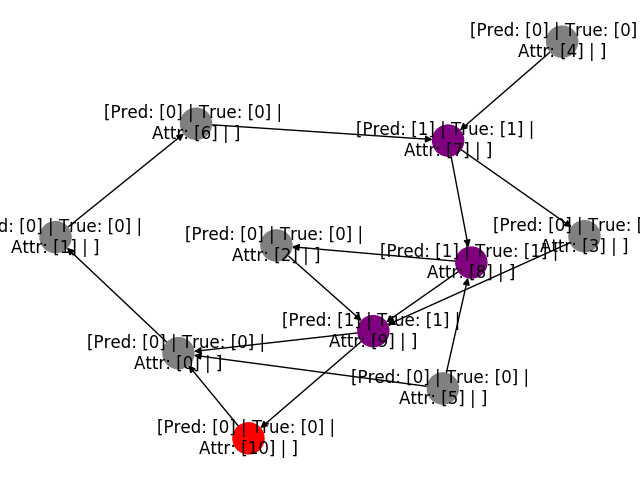 [Pred: [0] | True: [0]
Attr: [4] | ]
[Pred: [0] | True: [0] |
Attr: [6] | ]
[Pred: [1] | True: [1] |
Attr: [7] | ]
d: [0] | True: [0] |
Attr: [1] | ]
[Pred: [0] | True: [0] |
Attr: [2] | ]
[Pred: [1] | True: [1] |
Attr: [8] | ]
[Pred: [0] | True: [
Attr: [3] | ]
[Pred: [1] | True: [1] |
Attr: [9] | ]
[Pred: [0] | True: [0] |
Attr: [0] | ]
[Pred: [0] | True: [0] |
Attr: [5] | ]
[Pred: [0] | True: [0] |
Attr: [10] | ]